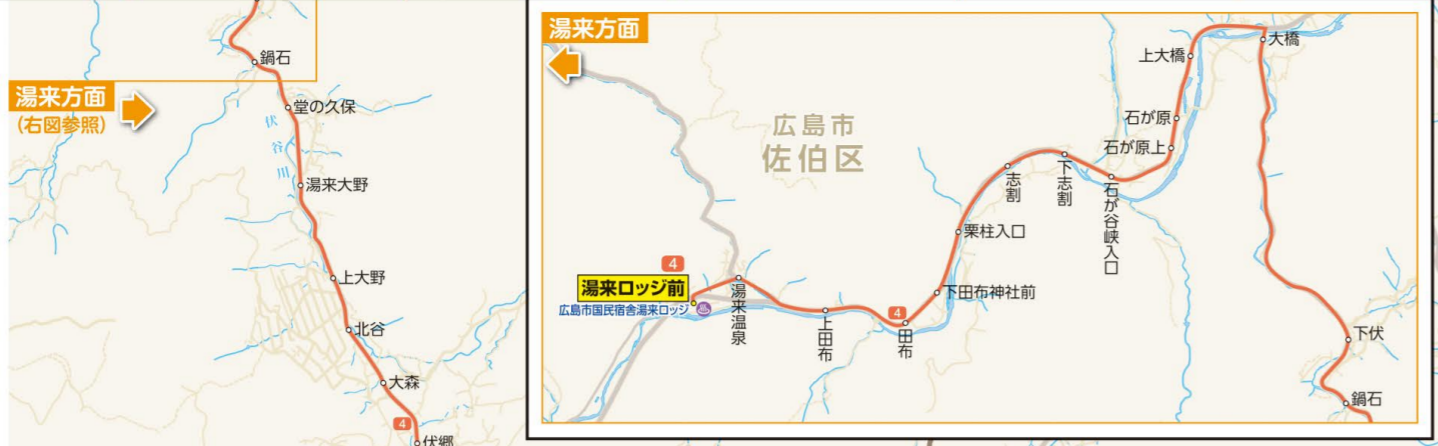 鍋石
湯来方面
(右図参照)
堂の久保
伏谷川
湯来大野
上大野
北谷
大森
4
伏郷
湯来方面
大橋
上大橋
石が原
石が原上
広島市
佐伯区
石が谷峡入口
下志割
志割
栗柱入口
下田布神社前
4
田布
上田布
湯来温泉
4
湯来ロッジ前
広島市国民宿舎湯来ロッジ
下伏
鍋石